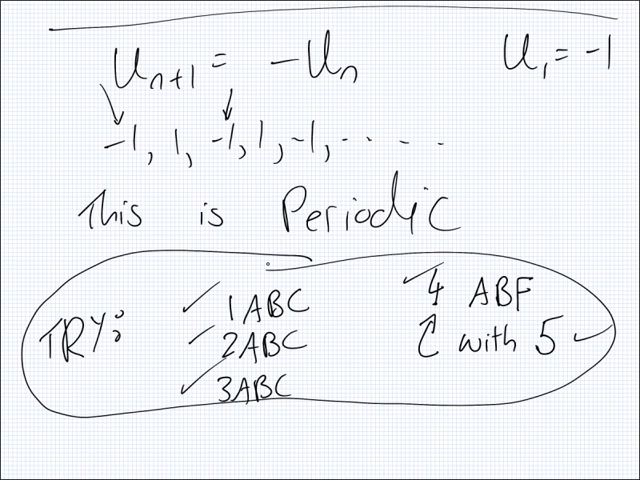 Un+1 = -Un U1 = -1
-1, 1, -1, 1, -1, .....
This is Periodic
TRY: 1ABC 4 ABF
2ABC with 5
3ABC